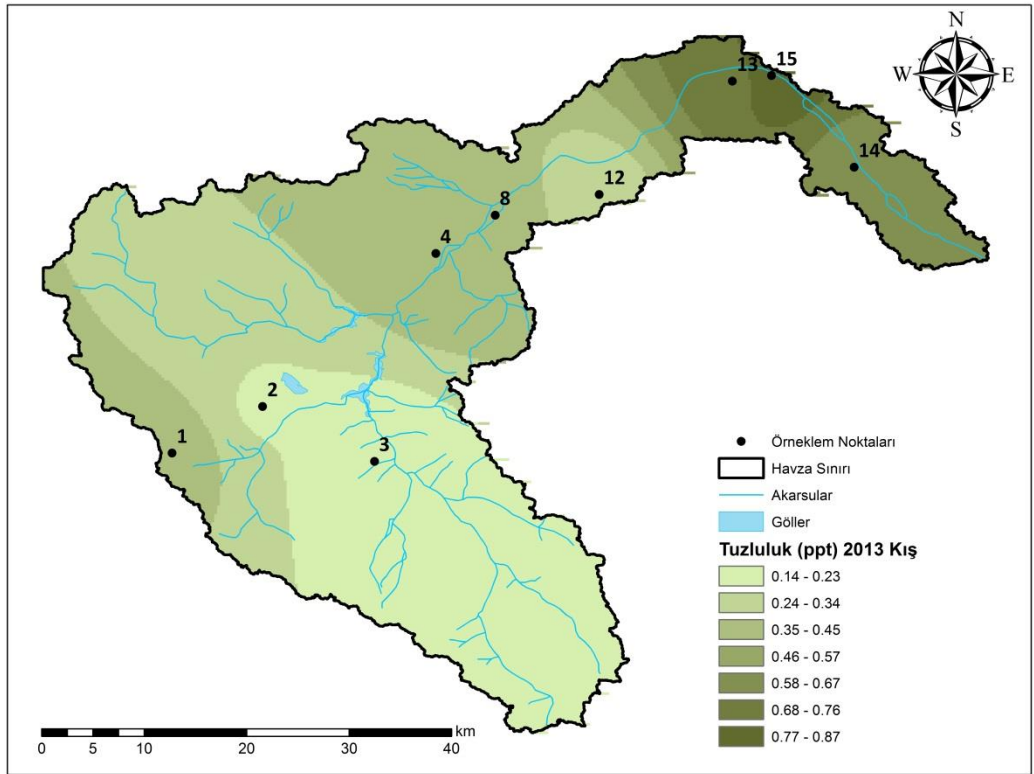 N
W E
S
13
15
14
12
8
4
2
1
3
Örneklem Noktaları
Havza Sınırı
Akarsular
Göller
Tuzluluk (ppt) 2013 Kış
0.14 - 0.23
0.24 - 0.34
0.35 - 0.45
0.46 - 0.57
0.58 - 0.67
0.68 - 0.76
0.77 - 0.87
km
0 5 10 20 30 40